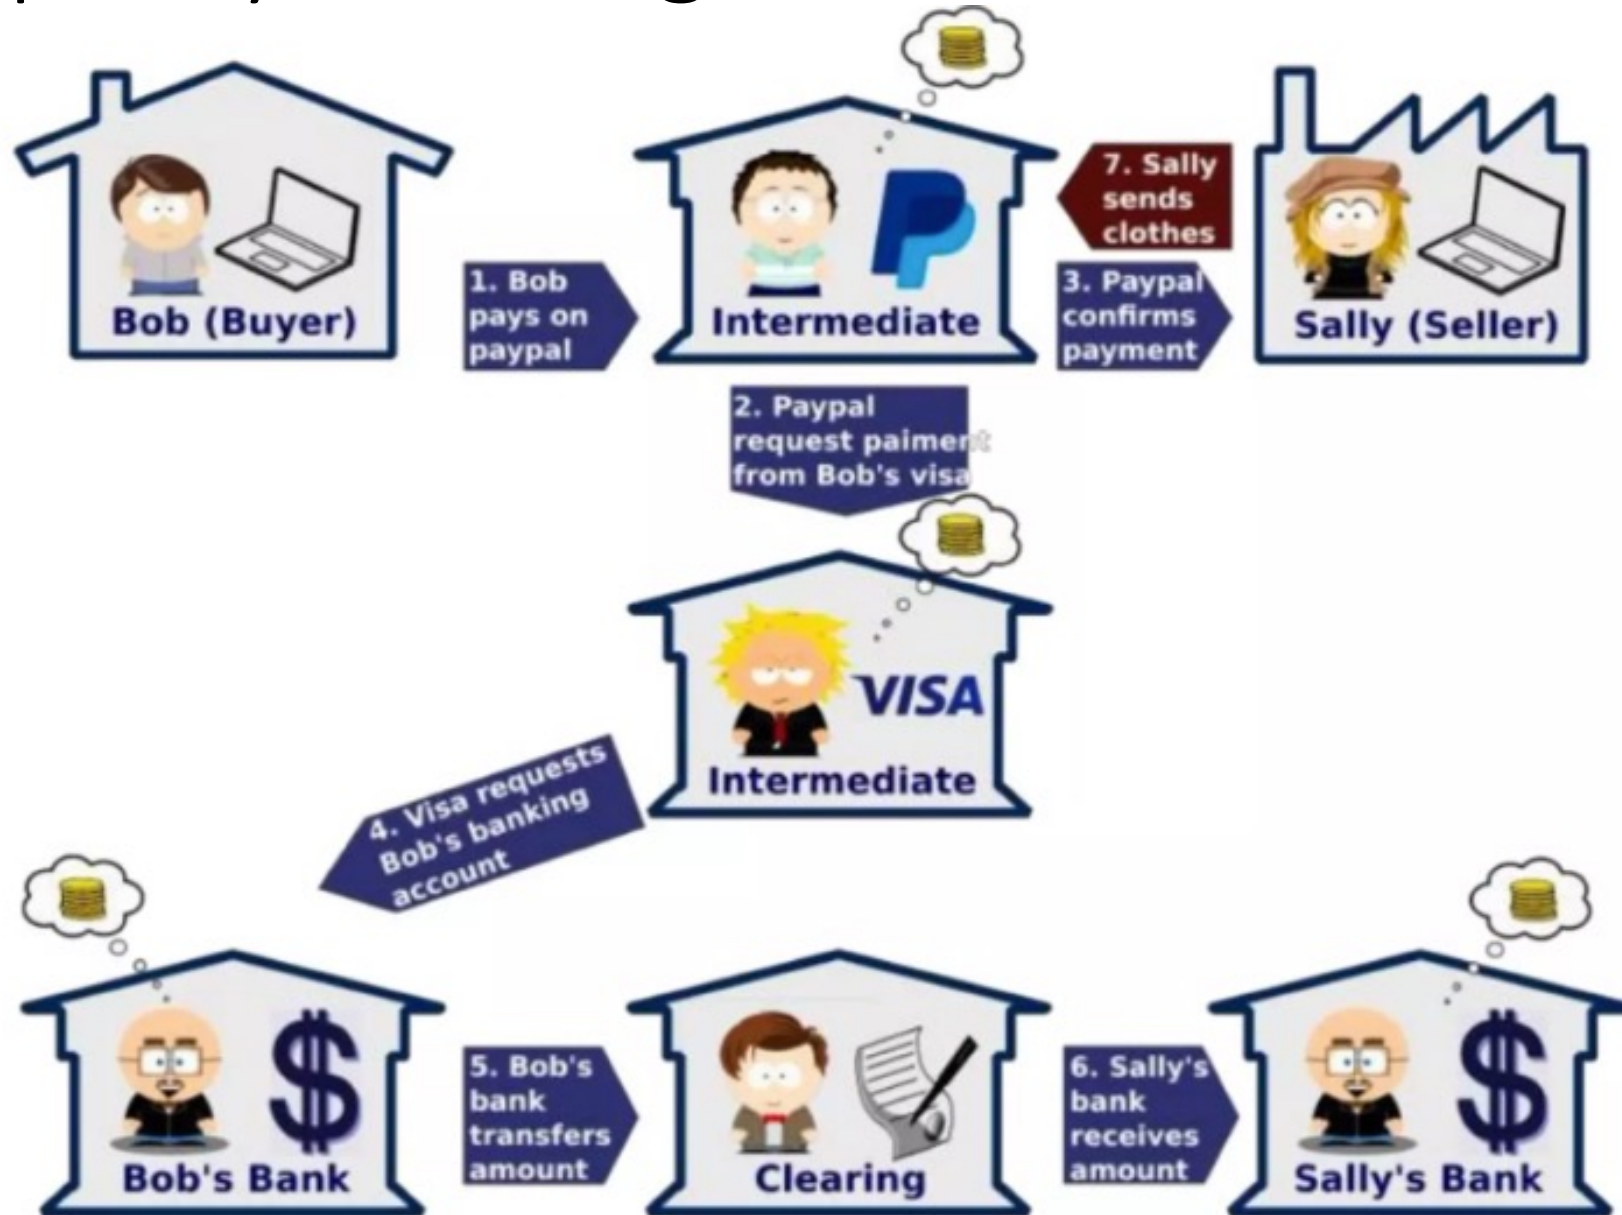 7. Sally
sends
clothes
1. Bob
pays on
paypal
3. Paypal
confirms
payment
Bob (Buyer)
Intermediate
Sally (Seller)
2. Paypal
request paiment
from Bob's visa
VISA
Intermediate
4. Visa requests
Bob's banking
account
5. Bob's
bank
transfers
amount
6. Sally's
bank
receives
amount
Bob's Bank
Clearing
Sally's Bank